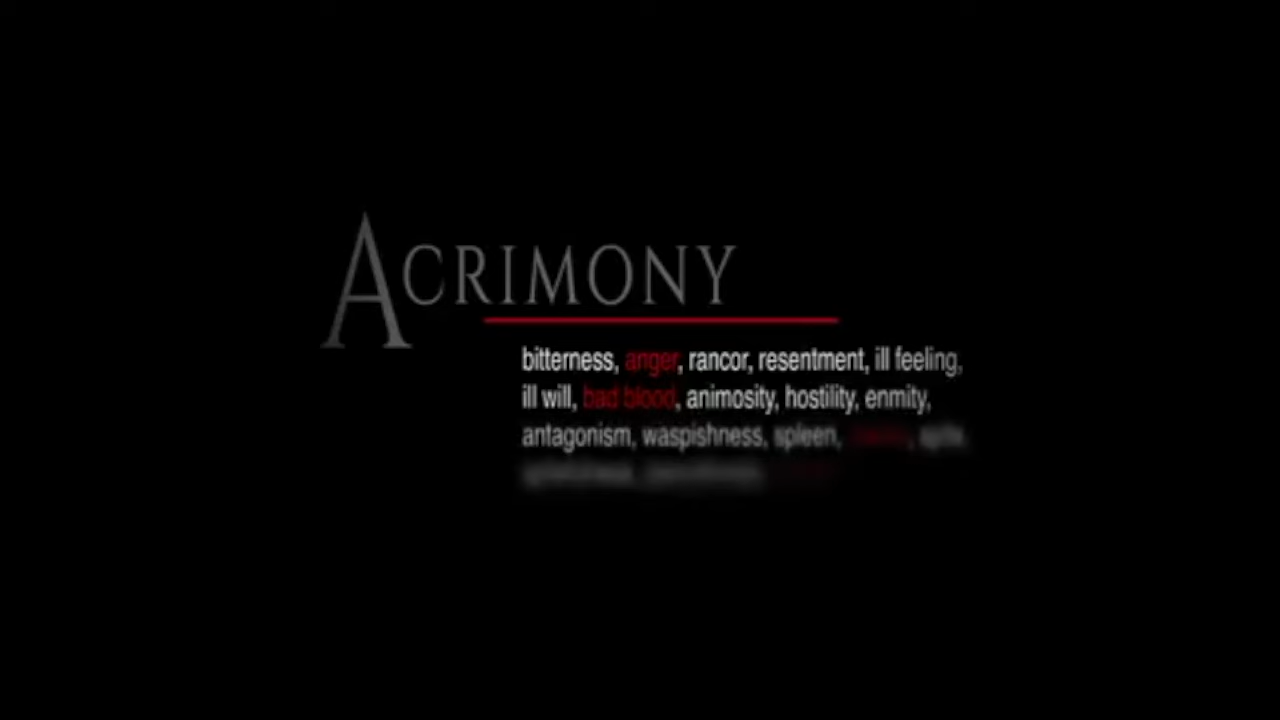 ACRIMONY
bitterness, anger, rancor, resentment, ill feeling,
ill will, bad blood, animosity, hostility, enmity,
antagonism, waspishness, spleen,